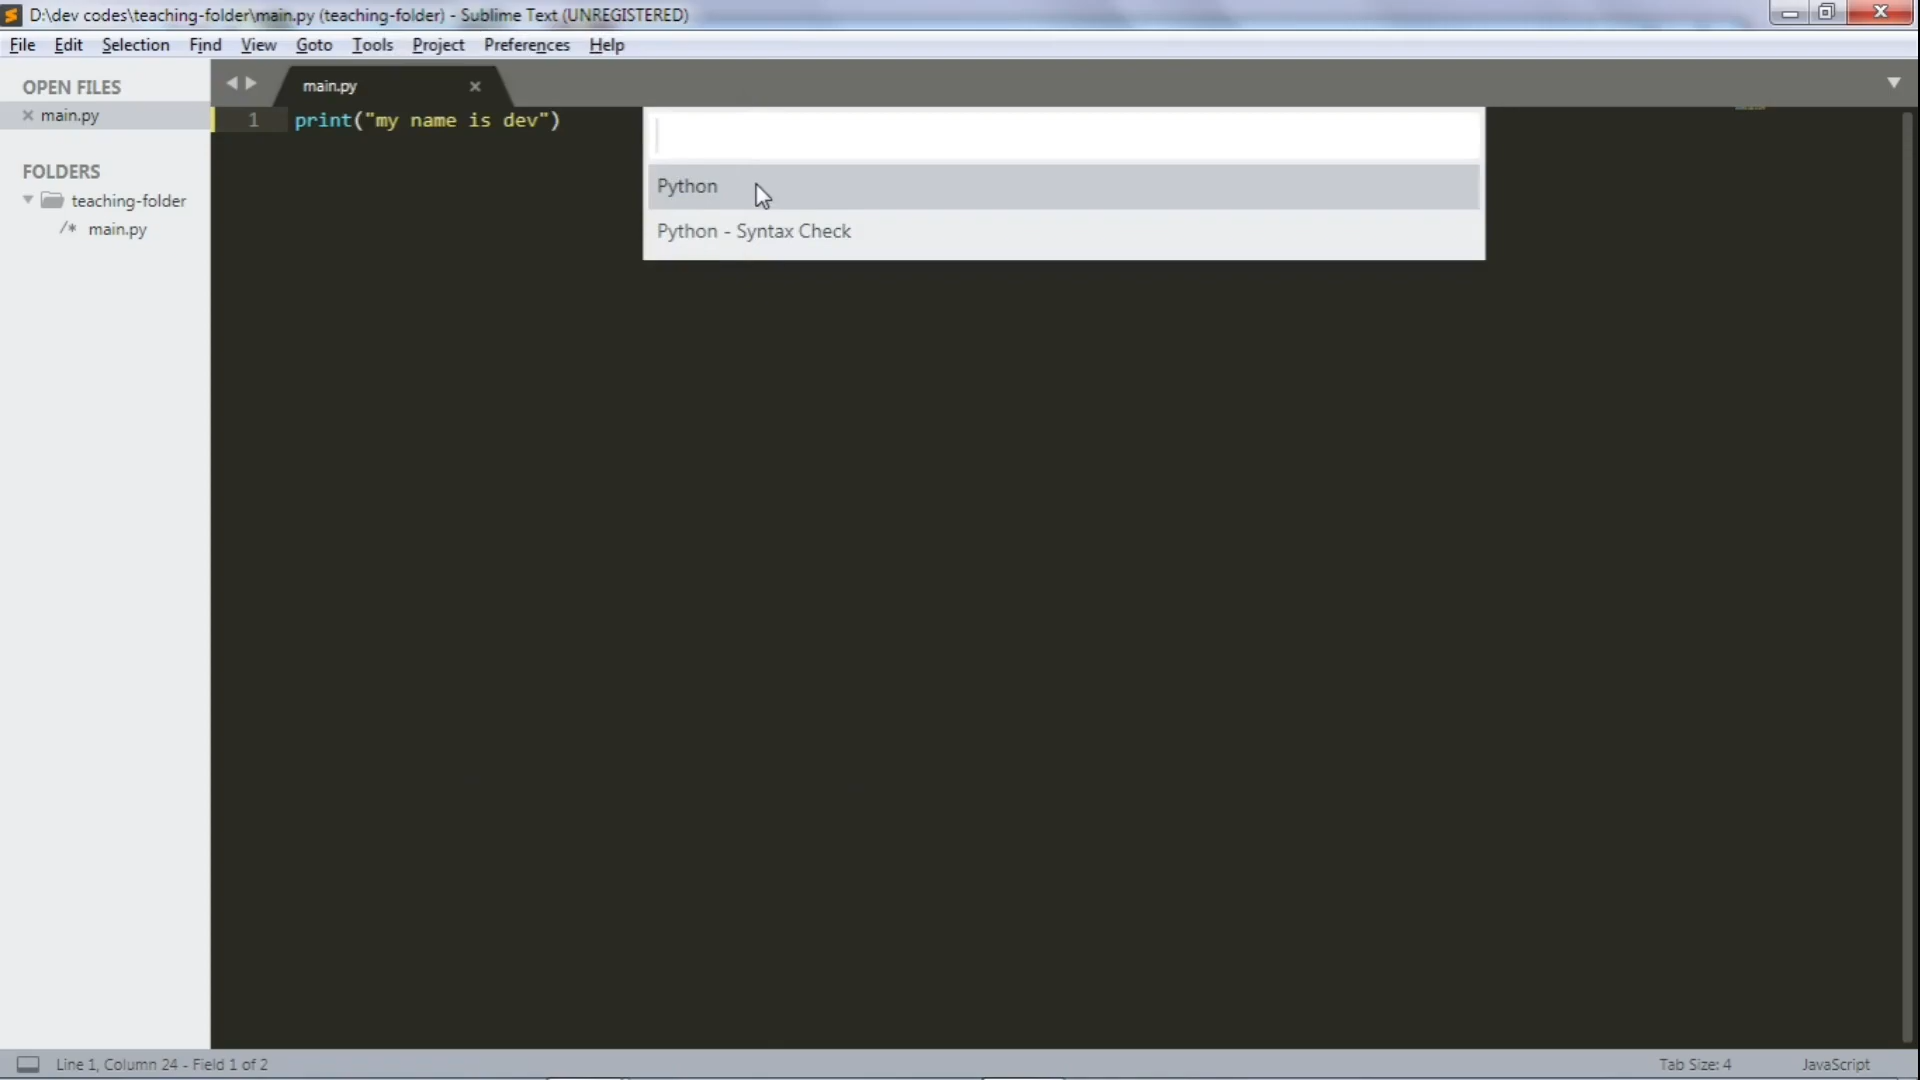 D:\dev codes\teaching-folder\main.py (teaching-folder) - Sublime Text (UNREGISTERED)
File Edit Selection Find View Goto Tools Project Preferences Help
OPEN FILES
main.py
FOLDERS
teaching-folder
/* main.py
main.py
1 print("my name is dev")
Python
Python - Syntax Check
Line 1, Column 24 - Field 1 of 2
Tab Size: 4
JavaScript